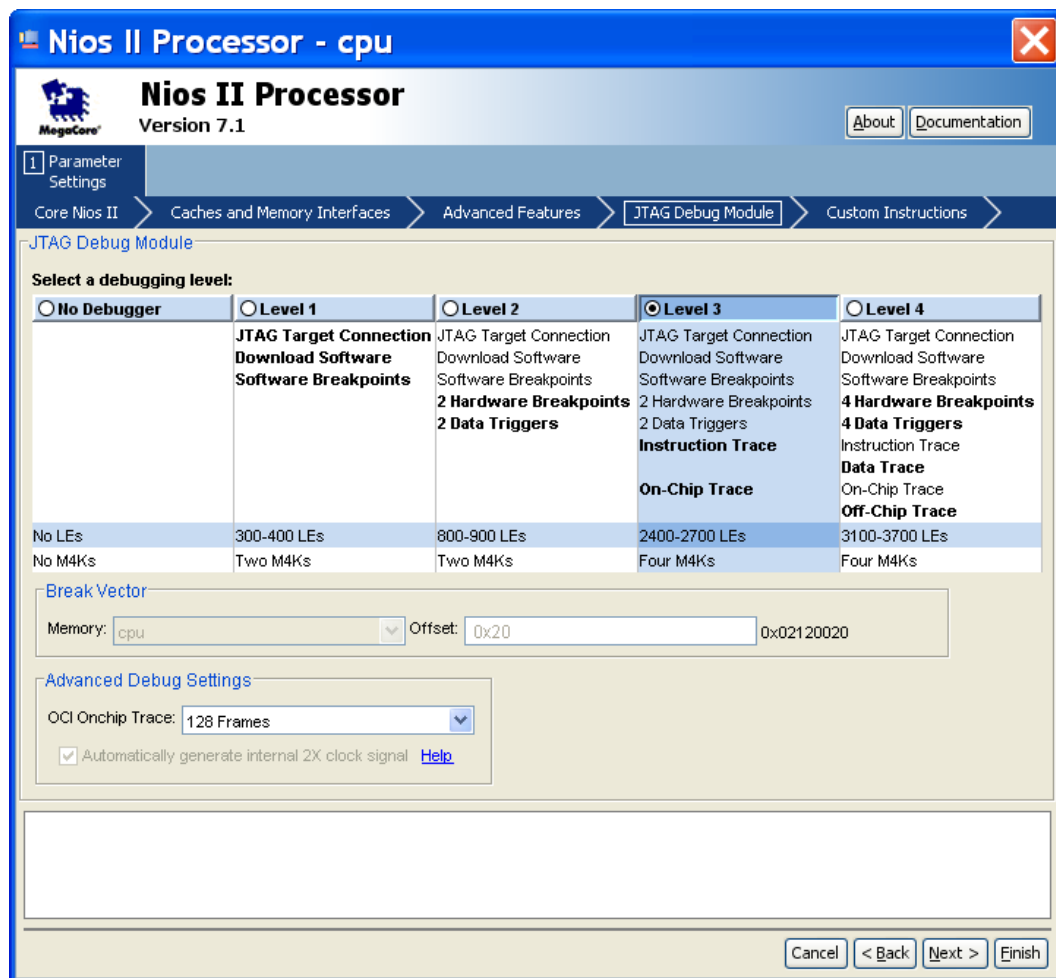 Nios II Processor - cpu
MegaCore®
Nios II Processor
Version 7.1
About Documentation
1 Parameter
Settings
Core Nios II Caches and Memory Interfaces Advanced Features JTAG Debug Module Custom Instructions
JTAG Debug Module
Select a debugging level:
No Debugger Level 1 Level 2 Level 3 Level 4
JTAG Target Connection JTAG Target Connection JTAG Target Connection JTAG Target Connection
Download Software Download Software Download Software Download Software
Software Breakpoints Software Breakpoints Software Breakpoints Software Breakpoints
2 Hardware Breakpoints 2 Hardware Breakpoints 4 Hardware Breakpoints
2 Data Triggers 2 Data Triggers 4 Data Triggers
Instruction Trace Instruction Trace
Data Trace
On-Chip Trace On-Chip Trace
Off-Chip Trace
No LEs 300-400 LEs 800-900 LEs 2400-2700 LEs 3100-3700 LEs
No M4Ks Two M4Ks Two M4Ks Four M4Ks Four M4Ks
Break Vector
Memory: cpu Offset: 0x20 0x02120020
Advanced Debug Settings
OCI Onchip Trace: 128 Frames
Automatically generate internal 2X clock signal Help
Cancel < Back Next > Finish